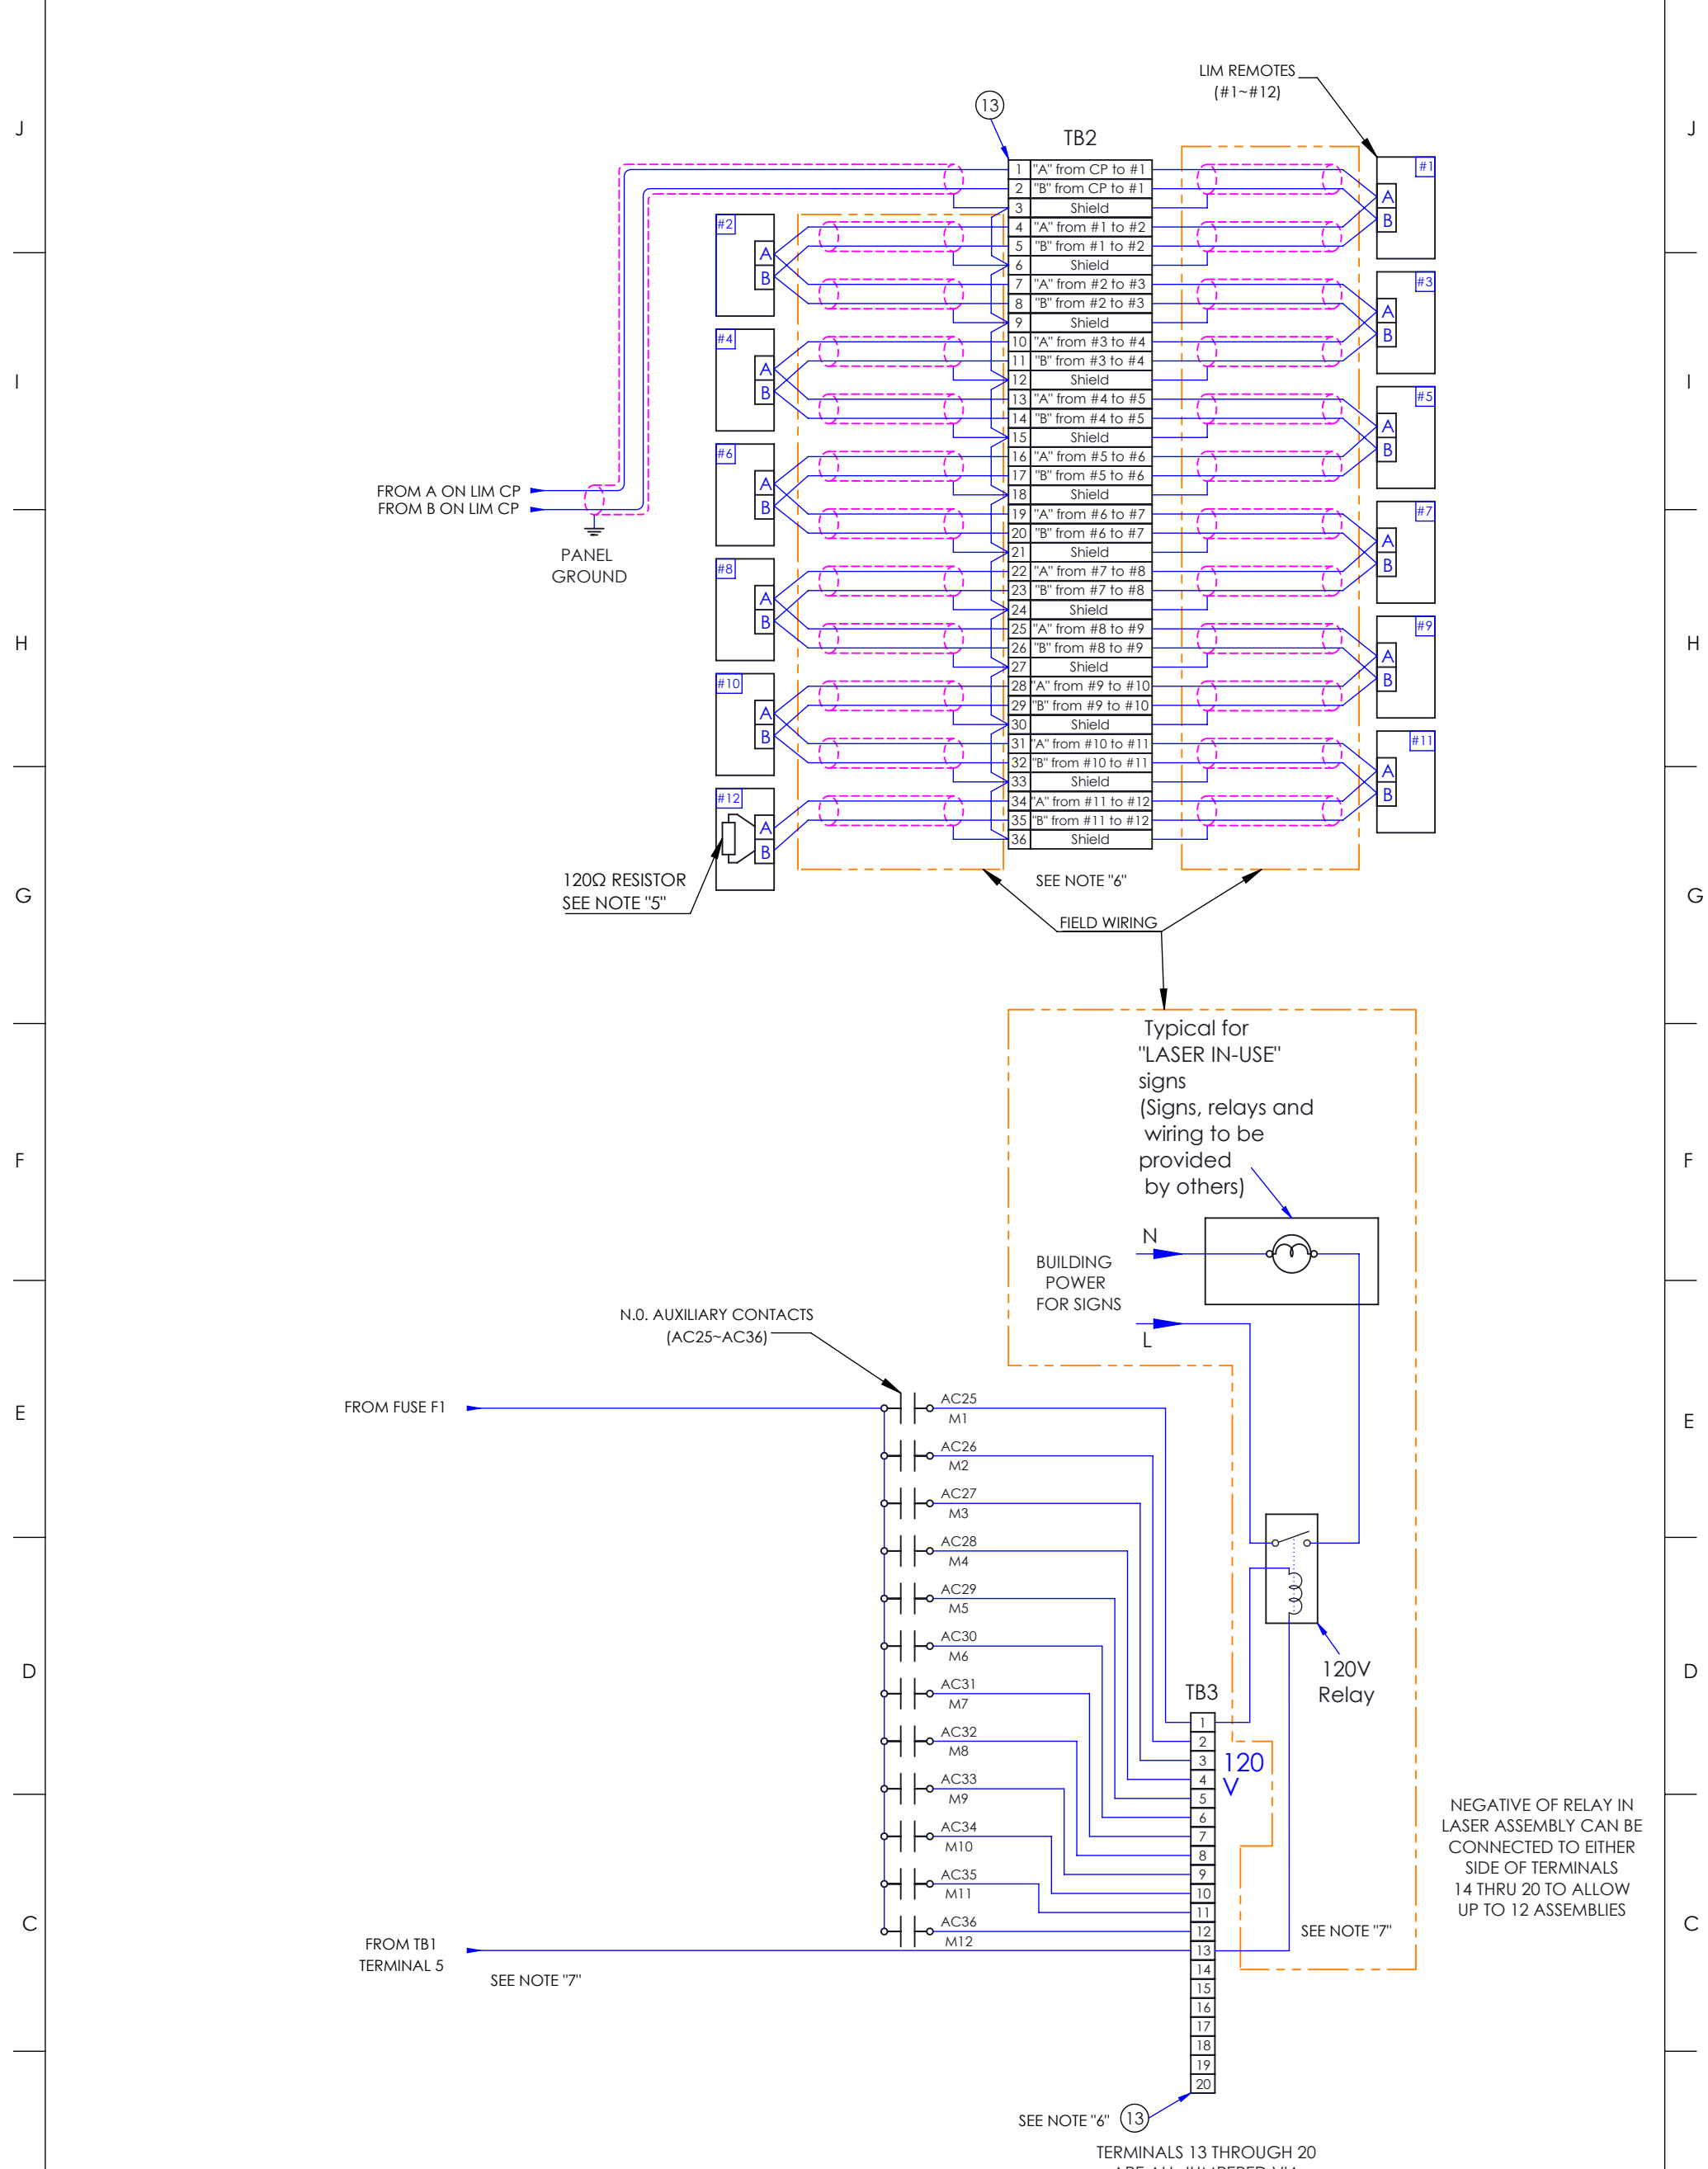 LIM REMOTES
(#1~#12)
13
TB2
1 "A" from CP to #1
2 "B" from CP to #1
3 Shield
4 "A" from #1 to #2
5 "B" from #1 to #2
6 Shield
7 "A" from #2 to #3
8 "B" from #2 to #3
9 Shield
10 "A" from #3 to #4
11 "B" from #3 to #4
12 Shield
13 "A" from #4 to #5
14 "B" from #4 to #5
15 Shield
16 "A" from #5 to #6
17 "B" from #5 to #6
18 Shield
19 "A" from #6 to #7
20 "B" from #6 to #7
21 Shield
22 "A" from #7 to #8
23 "B" from #7 to #8
24 Shield
25 "A" from #8 to #9
26 "B" from #8 to #9
27 Shield
28 "A" from #9 to #10
29 "B" from #9 to #10
30 Shield
31 "A" from #10 to #11
32 "B" from #10 to #11
33 Shield
34 "A" from #11 to #12
35 "B" from #11 to #12
36 Shield
#2
A
B
#4
A
B
#6
A
B
#8
A
B
#10
A
B
#12
A
B
#1
A
B
#3
A
B
#5
A
B
#7
A
B
#9
A
B
#11
A
B
FROM A ON LIM CP
FROM B ON LIM CP
PANEL
GROUND
120Ω RESISTOR
SEE NOTE "5"
SEE NOTE "6"
FIELD WIRING
Typical for
"LASER IN-USE"
signs
(Signs, relays and
wiring to be
provided
by others)
N
BUILDING
POWER
FOR SIGNS
L
N.0. AUXILIARY CONTACTS
(AC25~AC36)
FROM FUSE F1
AC25
M1
AC26
M2
AC27
M3
AC28
M4
AC29
M5
AC30
M6
AC31
M7
AC32
M8
AC33
M9
AC34
M10
AC35
M11
AC36
M12
120V
Relay
TB3
1
2
3
4
5
6
7
8
9
10
11
12
13
14
15
16
17
18
19
20
120
V
NEGATIVE OF RELAY IN
LASER ASSEMBLY CAN BE
CONNECTED TO EITHER
SIDE OF TERMINALS
14 THRU 20 TO ALLOW
UP TO 12 ASSEMBLIES
SEE NOTE "7"
FROM TB1
TERMINAL 5
SEE NOTE "7"
SEE NOTE "6" 13
TERMINALS 13 THROUGH 20
ARE ALL JUMPERED VIA
J
I
H
G
F
E
D
C
J
I
H
G
F
E
D
C